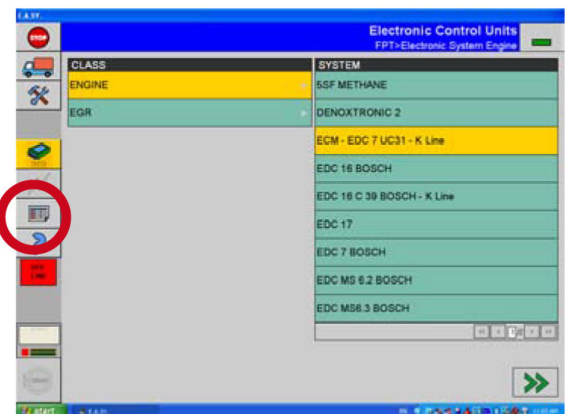 E.A.SY.
STOP
Electronic Control Units
FPT>Electronic System Engine
CLASS
ENGINE
EGR
SYSTEM
5SF METHANE
DENOXTRONIC 2
ECM - EDC 7 UC31 - K Line
EDC 16 BOSCH
EDC 16 C 39 BOSCH - K Line
EDC 17
EDC 7 BOSCH
EDC MS 6.2 BOSCH
EDC MS6.3 BOSCH
start
E.A.SY.